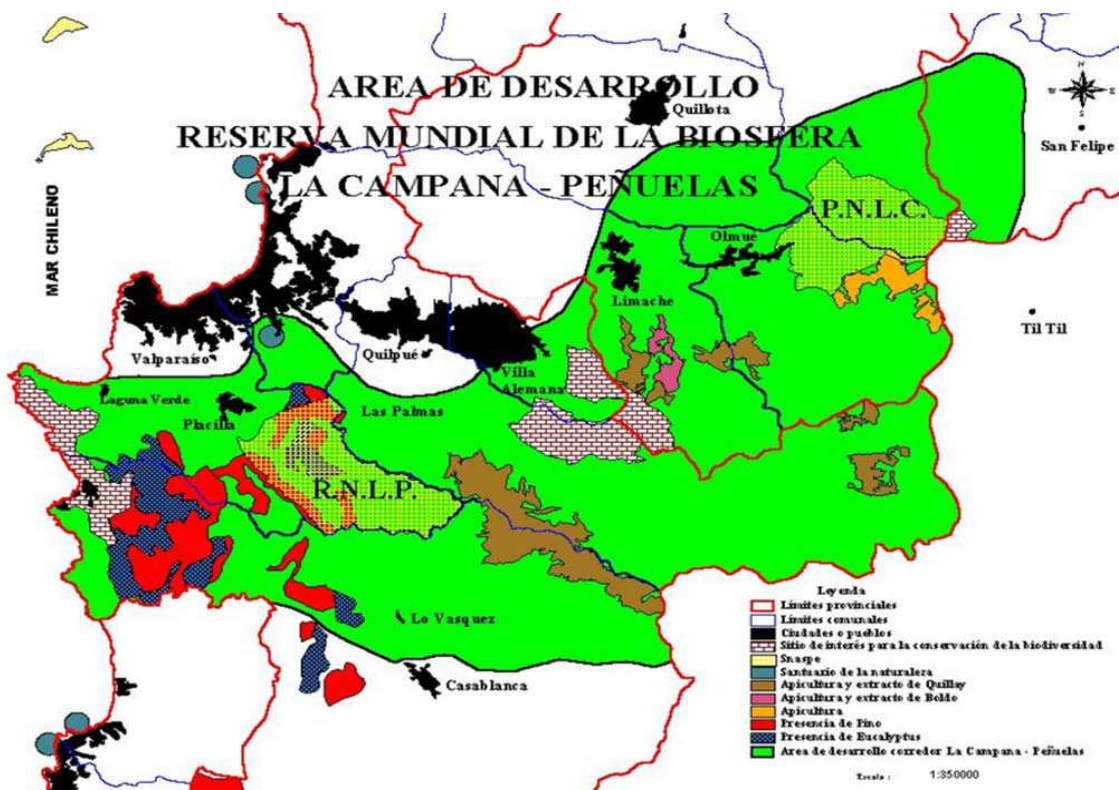 AREA DE DESARROLLO
RESERVA MUNDIAL DE LA BIOSFERA
LA CAMPANA - PEÑUELAS
Quillota
N
W E
S
San Felipe
MAR CHILENO
P.N.L.C.
Olmué
Limache
Til Til
Valparaíso
Quilpué
Villa
Alemana
Laguna Verde
Placilla
Las Palmas
R.N.L.P.
Lo Vasquez
Casablanca
Leyenda
Límites provinciales
Límites comunales
Ciudades o pueblos
Sitio de interés para la conservación de la biodiversidad
Snaspe
Santuario de la naturaleza
Apicultura y extracto de Quillay
Apicultura y extracto de Boldo
Apicultura
Presencia de Pino
Presencia de Eucalyptus
Area de desarrollo corredor La Campana - Peñuelas
Escala : 1:350000